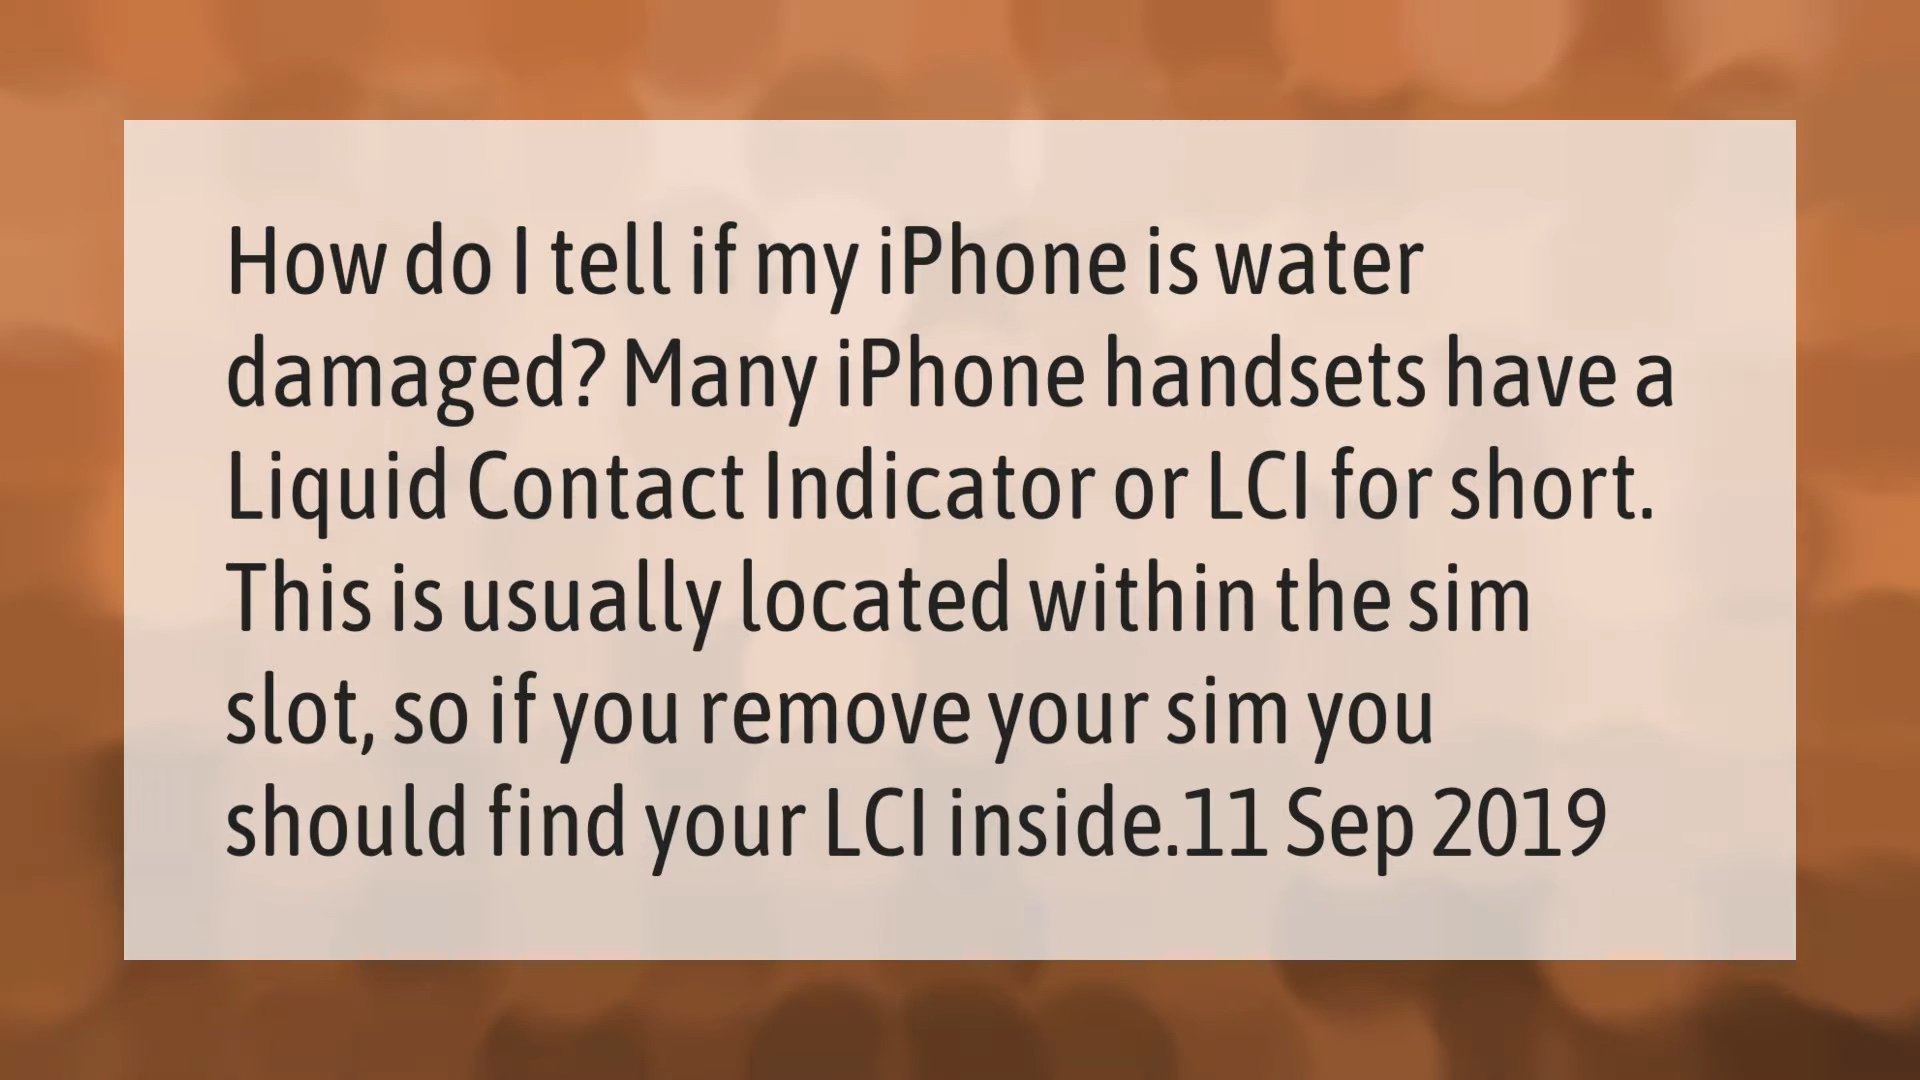 How do I tell if my iPhone is water
damaged? Many iPhone handsets have a
Liquid Contact Indicator or LCI for short.
This is usually located within the sim
slot, so if you remove your sim you
should find your LCI inside.11 Sep 2019